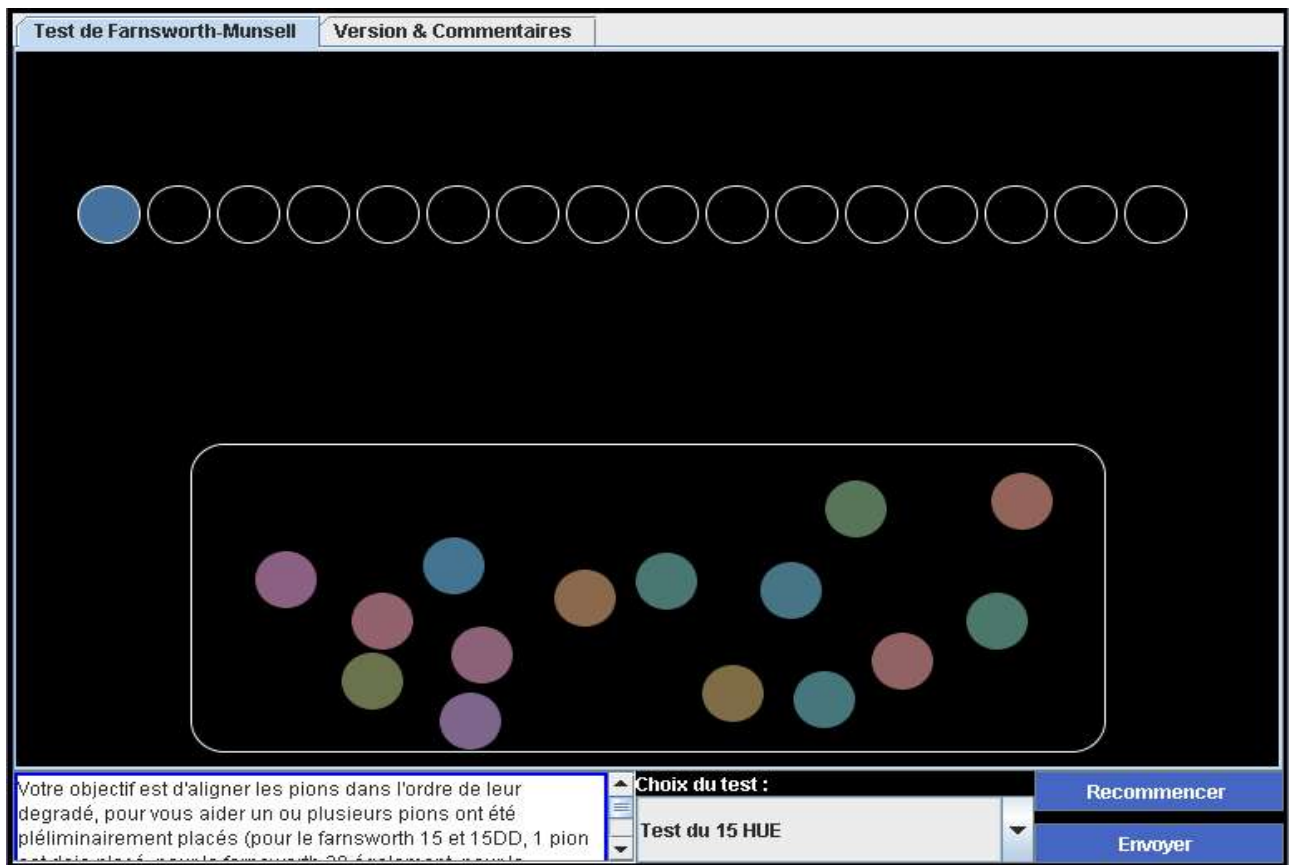 Test de Farnsworth-Munsell
Version & Commentaires
Votre objectif est d'aligner les pions dans l'ordre de leur
degradé, pour vous aider un ou plusieurs pions ont été
pléliminairement placés (pour le farnsworth 15 et 15DD, 1 pion
Choix du test :
Test du 15 HUE
Recommencer
Envoyer